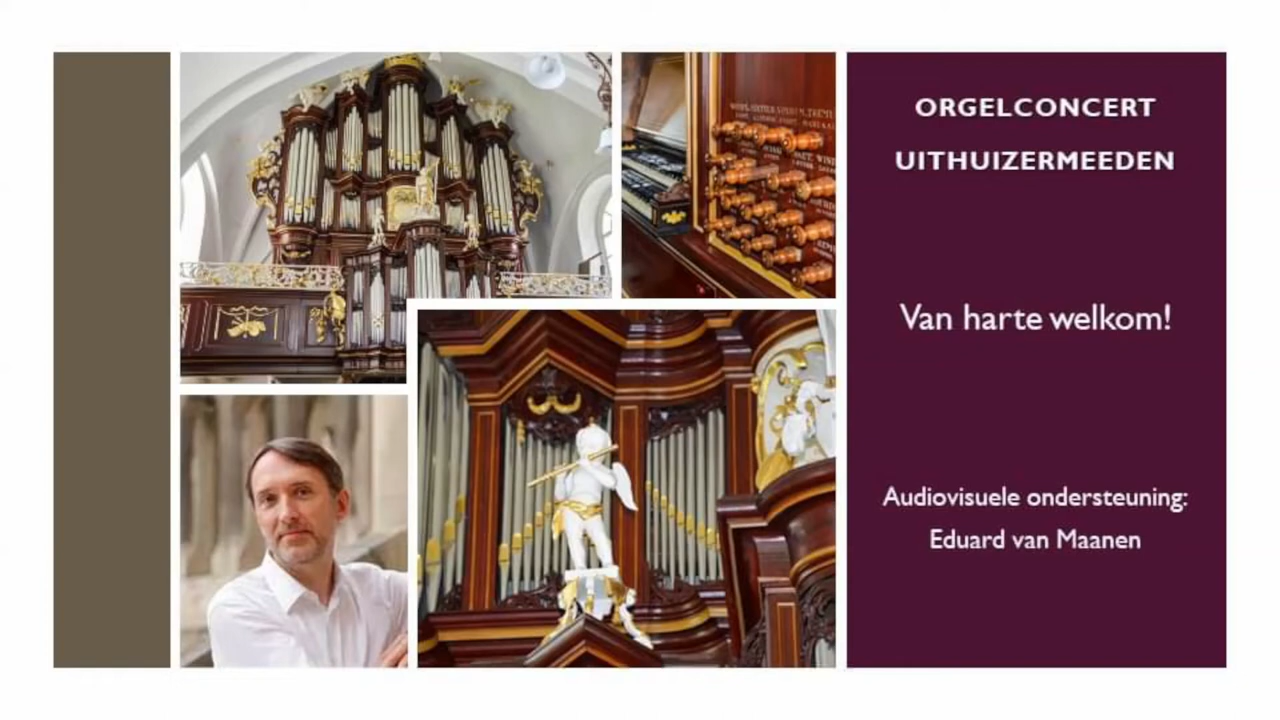 ORGELCONCERT
UITHUIZERMEEDEN
Van harte welkom!
Audiovisuele ondersteuning:
Eduard van Maanen